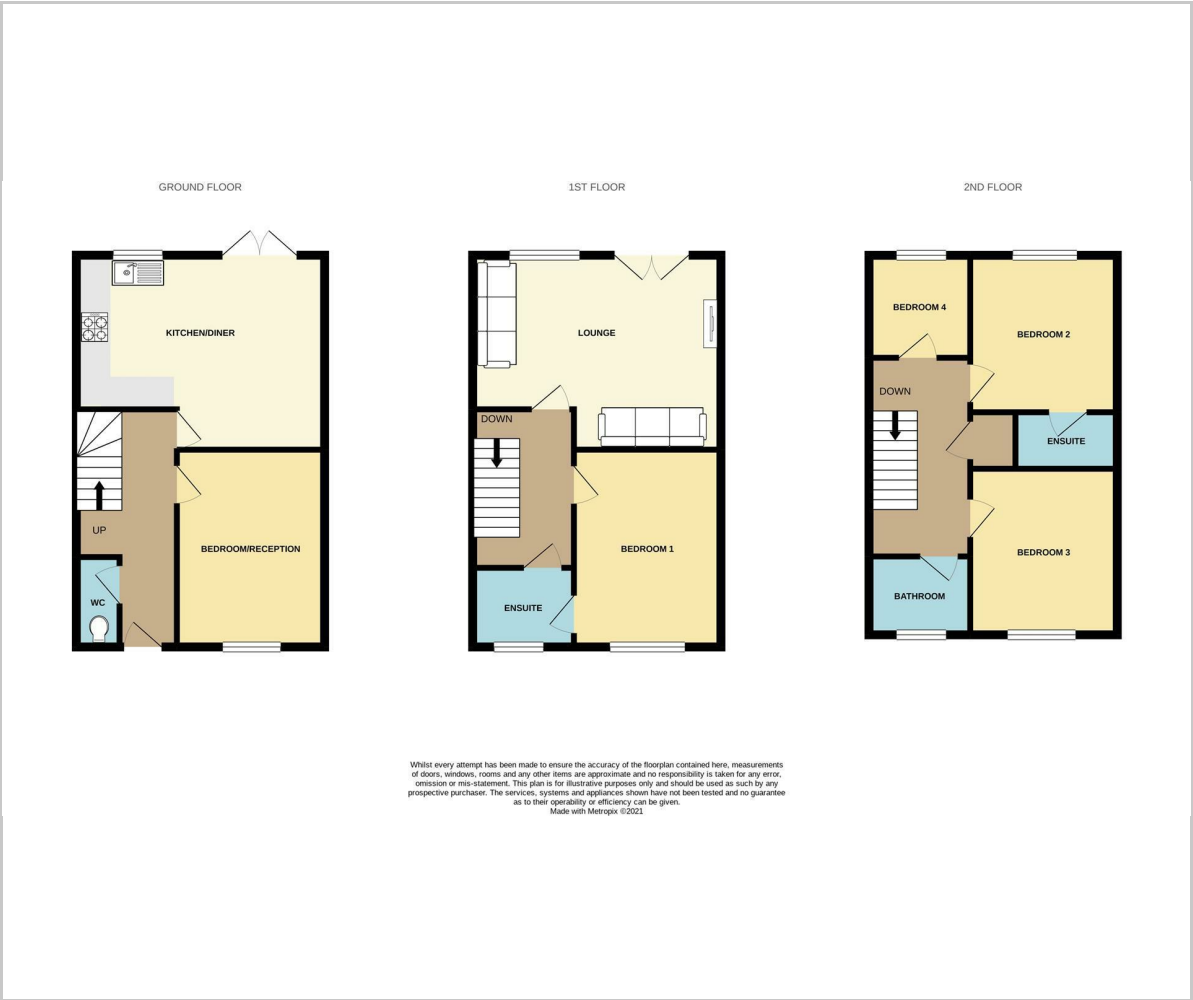 GROUND FLOOR
1ST FLOOR
2ND FLOOR
KITCHEN/DINER
UP
BEDROOM/RECEPTION
WC
LOUNGE
DOWN
BEDROOM 1
ENSUITE
BEDROOM 4
BEDROOM 2
DOWN
ENSUITE
BEDROOM 3
BATHROOM
Whilst every attempt has been made to ensure the accuracy of the floorplan contained here, measurements
of doors, windows, rooms and any other items are approximate and no responsibility is taken for any error,
omission or mis-statement. This plan is for illustrative purposes only and should be used as such by any
prospective purchaser. The services, systems and appliances shown have not been tested and no guarantee
as to their operability or efficiency can be given.
Made with Metropix ©2021